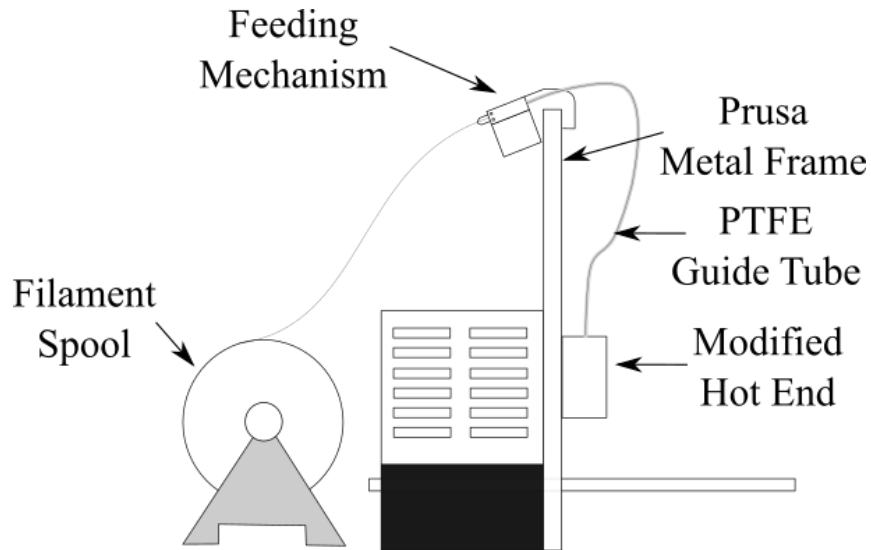 Feeding
Mechanism
Prusa
Metal Frame
PTFE
Guide Tube
Filament
Spool
Modified
Hot End